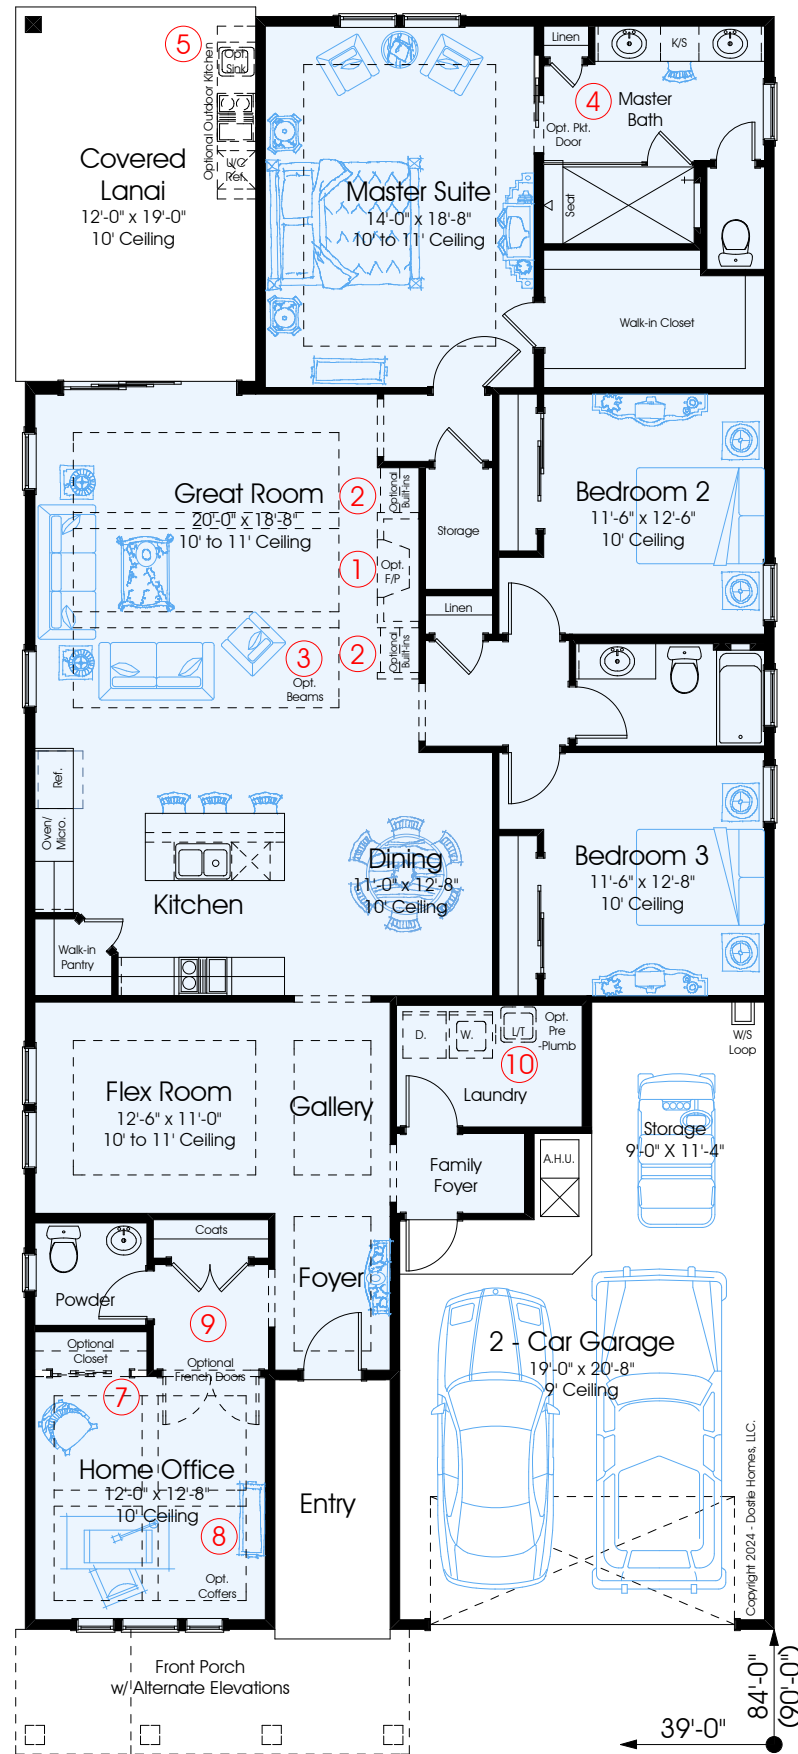 5
Optional Outdoor Kitchen
Opt.
Sink
U/C
Ref.
Covered
Lanai
12'-0" x 19'-0"
10' Ceiling
Master Suite
14'-0" x 18'-8"
10' to 11' Ceiling
Linen
K/S
4
Master
Bath
Opt. Pkt.
Door
Seat
Walk-in Closet
Great Room
20'-0" x 18'-8"
10' to 11' Ceiling
2
Optional
Built-ins
1
Opt.
F/P
2
Optional
Built-ins
3
Opt.
Beams
Storage
Linen
Bedroom 2
11'-6" x 12'-6"
10' Ceiling
Ref.
Oven/
Micro.
Kitchen
Walk-in
Pantry
Dining
11'-0" x 12'-8"
10' Ceiling
Bedroom 3
11'-6" x 12'-8"
10' Ceiling
Flex Room
12'-6" x 11'-0"
10' to 11' Ceiling
Gallery
D.
W.
L/T
Opt.
Pre
-Plumb
10
Laundry
W/S
Loop
Storage
9'-0" X 11'-4"
Family
Foyer
A.H.U.
Coats
Powder
Foyer
9
Optional
Closet
Optional
French Doors
7
Home Office
12'-0" x 12'-8"
10' Ceiling
8
Opt.
Coffers
Entry
2 - Car Garage
19'-0" x 20'-8"
9' Ceiling
Copyright 2024 - Dostie Homes, LLC.
Front Porch
w/ Alternate Elevations
39'-0"
84'-0"
(90'-0")